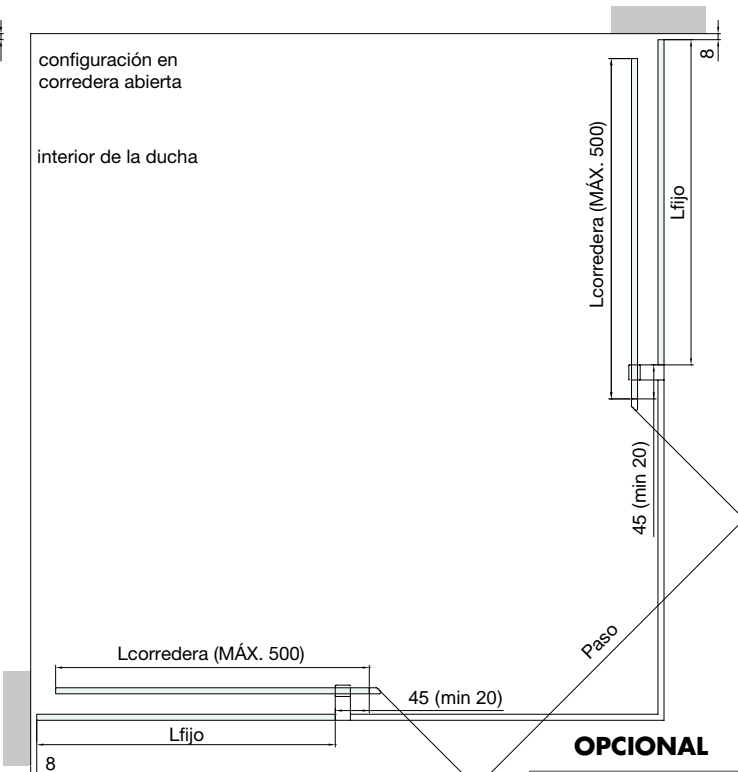 configuración en
corredera abierta
8
interior de la ducha
Lcorredera (MÁX. 500)
Lfijo
45 (min 20)
Paso
Lcorredera (MÁX. 500)
45 (min 20)
Lfijo
OPCIONAL
8